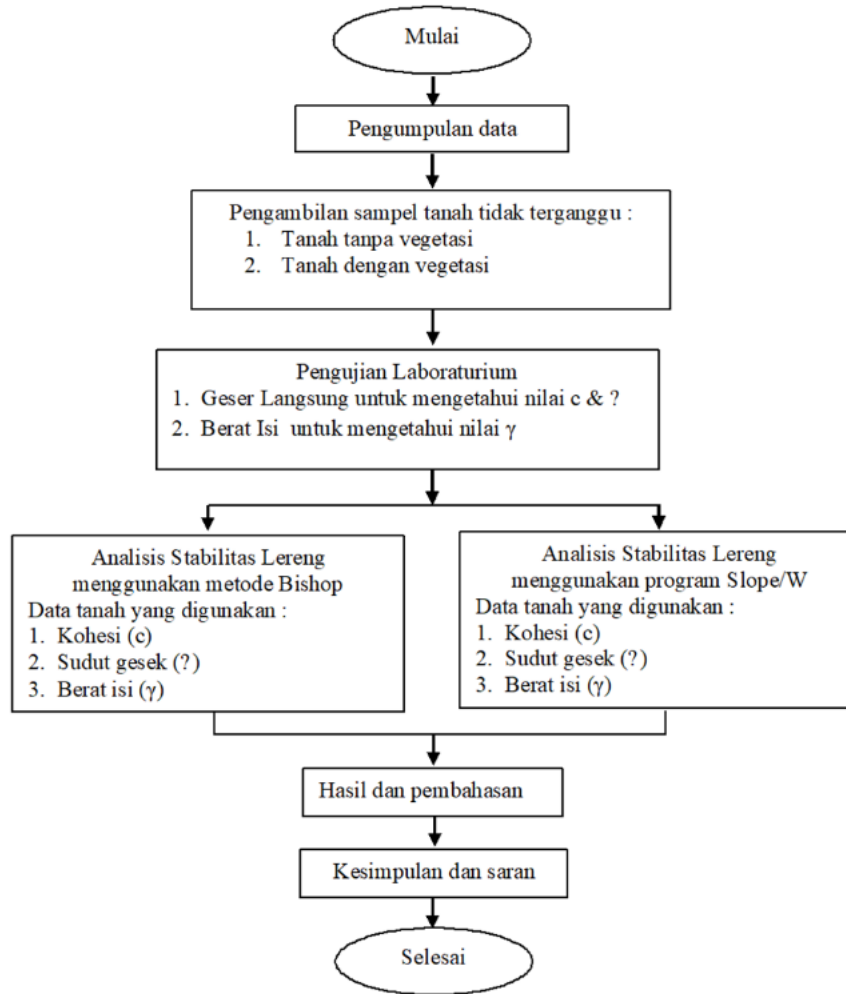 Mulai
Pengumpulan data
Pengambilan sampel tanah tidak terganggu :
1. Tanah tanpa vegetasi
2. Tanah dengan vegetasi
Pengujian Laboraturium
1. Geser Langsung untuk mengetahui nilai c & ?
2. Berat Isi untuk mengetahui nilai γ
Analisis Stabilitas Lereng
menggunakan metode Bishop
Data tanah yang digunakan :
1. Kohesi (c)
2. Sudut gesek (?)
3. Berat isi (γ)
Analisis Stabilitas Lereng
menggunakan program Slope/W
Data tanah yang digunakan :
1. Kohesi (c)
2. Sudut gesek (?)
3. Berat isi (γ)
Hasil dan pembahasan
Kesimpulan dan saran
Selesai